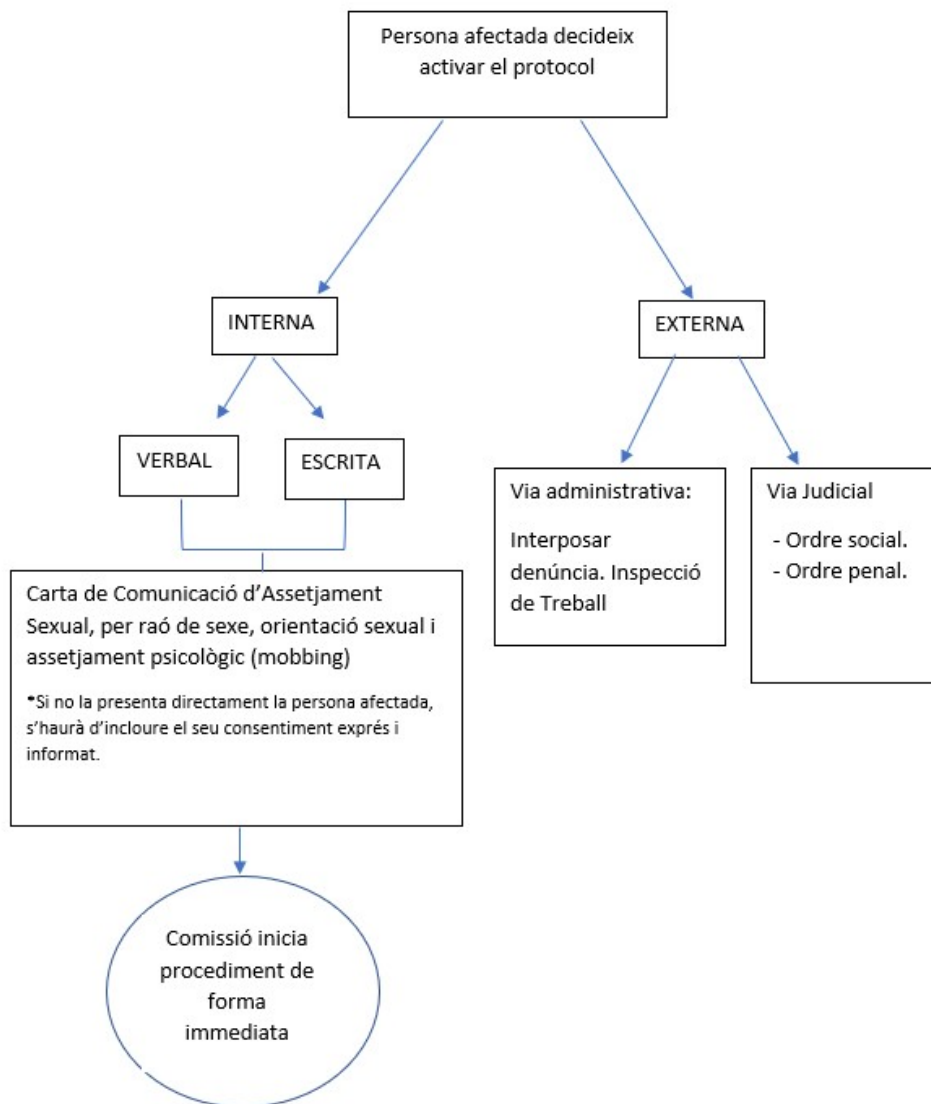 Persona afectada decideix
activar el protocol
INTERNA
EXTERNA
VERBAL
ESCRITA
Via administrativa:
Interposar
denúncia. Inspecció
de Treball
Via Judicial
- Ordre social.
- Ordre penal.
Carta de Comunicació d’Assetjament
Sexual, per raó de sexe, orientació sexual i
assetjament psicològic (mobbing)
*Si no la presenta directament la persona afectada,
s’haurà d’incloure el seu consentiment exprés i
informat.
Comissió inicia
procediment de
forma
immediata